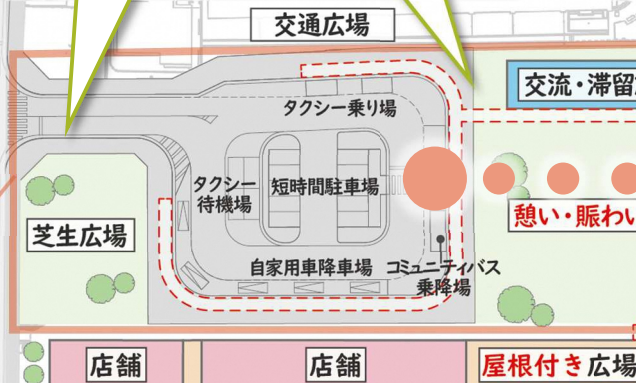 交通広場
交流・滞留
タクシー乗り場
タクシー
待機場
短時間駐車場
憩い・賑わい
芝生広場
自家用車降車場
コミュニティバス
乗降場
店舗
店舗
屋根付き広場